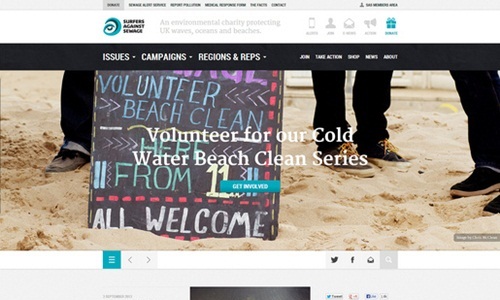 DONATE SEWAGE ALERT SERVICE REPORT POLLUTION MEDICAL RESPONSE FORM THE FACTS CONTACT
SAS MEMBERS AREA
SURFERS
AGAINST
SEWAGE
An environmental charity protecting
UK waves, oceans and beaches.
JOIN
E-NEWS
ACTION
DONATE
ISSUES CAMPAIGNS REGIONS & REPS JOIN TAKE ACTION SHOP NEWS ABOUT
SEWAGE
VOLUNTEER
BEACH CLEAN
HERE
FROM 11
ALL WELCOME
Volunteer for our Cold
Water Beach Clean Series
GET INVOLVED